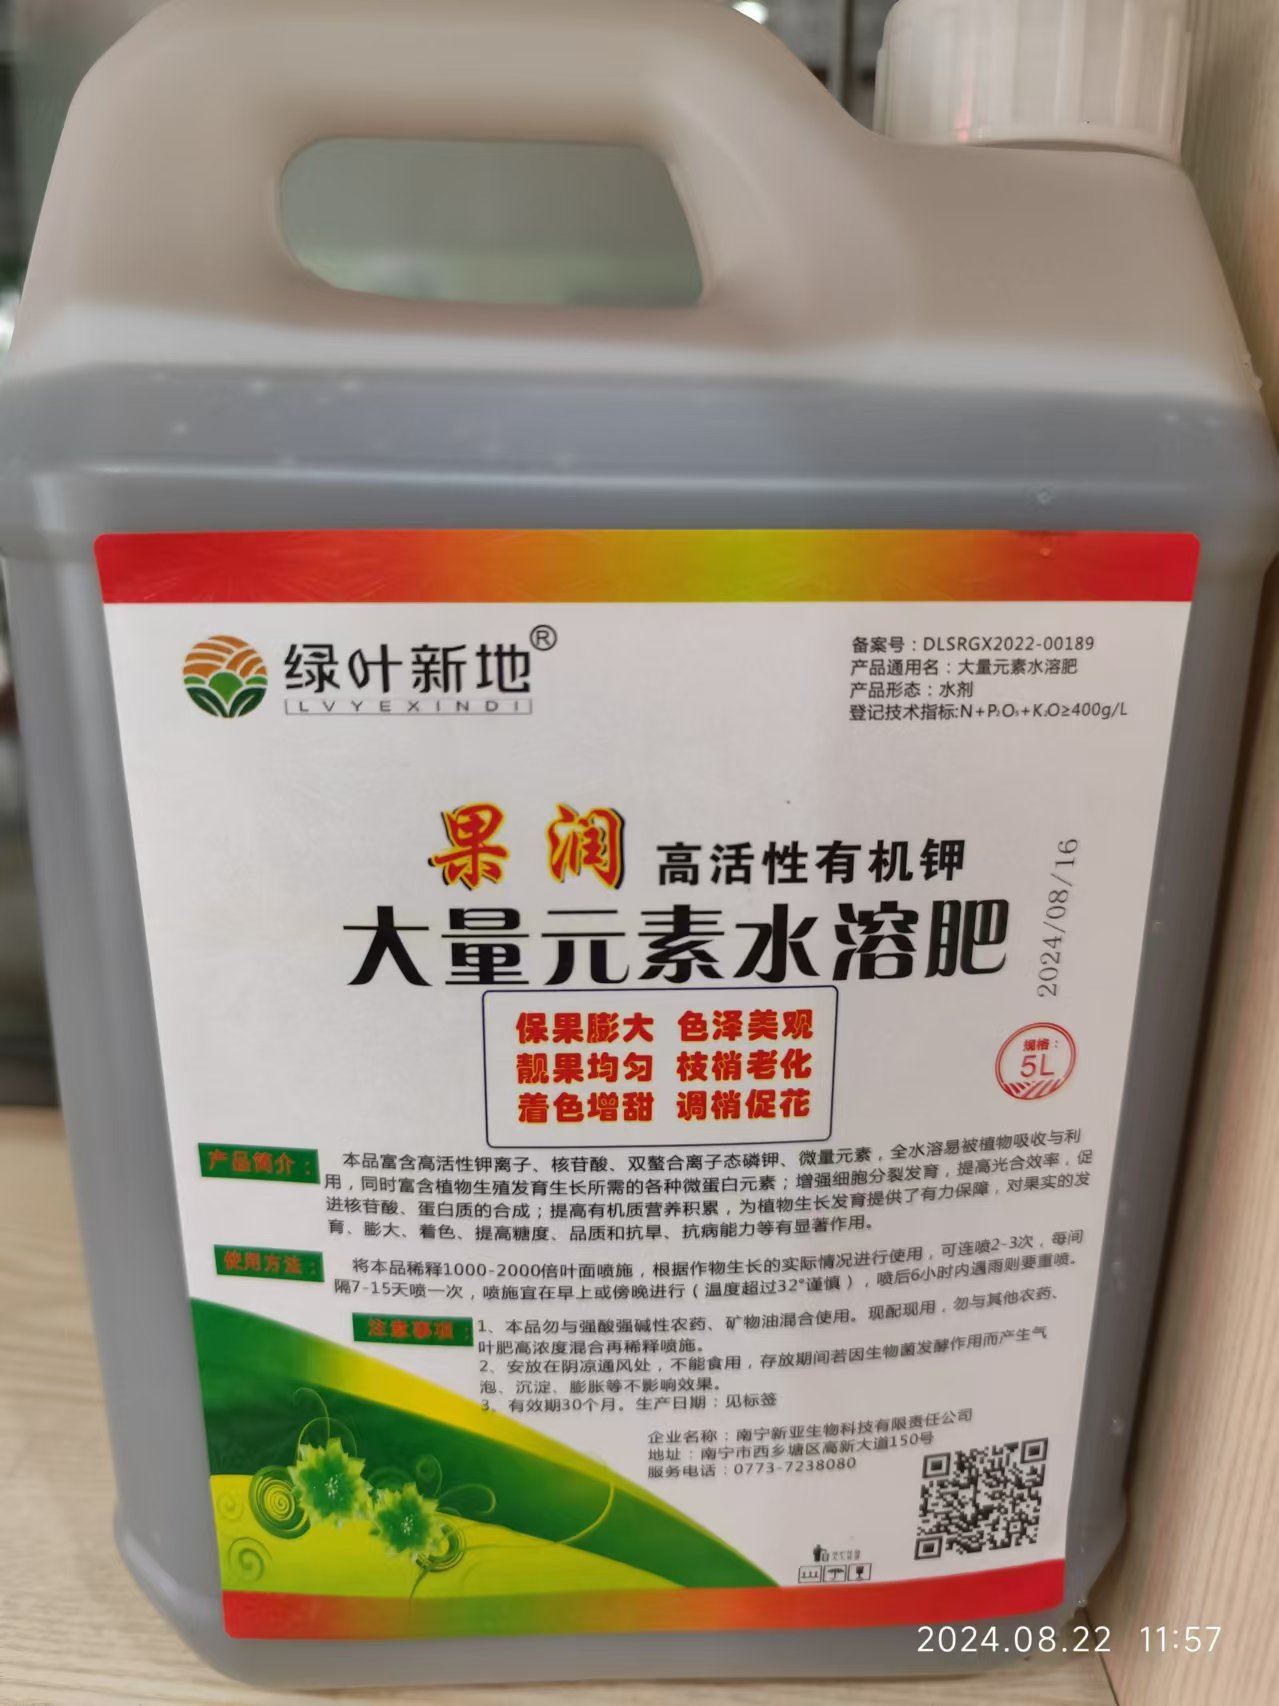 绿叶新地®
LVYEXINDI
备案号：DLSRGX2022-00189
产品通用名：大量元素水溶肥
产品形态：水剂
登记技术指标:N+P₂O₅+K₂O≥400g/L
果润 高活性有机钾
大量元素水溶肥
2024/08/16
保果膨大 色泽美观
靓果均匀 枝梢老化
着色增甜 调梢促花
规格：
5L
产品简介：本品富含高活性钾离子、核苷酸、双螯合离子态磷钾、微量元素，全水溶易被植物吸收与利
用，同时富含植物生殖发育生长所需的各种微蛋白元素；增强细胞分裂发育，提高光合效率，促
进核苷酸、蛋白质的合成；提高有机质营养积累，为植物生长发育提供了有力保障，对果实的发
育、膨大、着色、提高糖度、品质和抗旱、抗病能力等有显著作用。
使用方法：将本品稀释1000-2000倍叶面喷施，根据作物生长的实际情况进行使用，可连喷2-3次，每间
隔7-15天喷一次，喷施宜在早上或傍晚进行（温度超过32°谨慎），喷后6小时内遇雨则要重喷。
注意事项：1、本品勿与强酸强碱性农药、矿物油混合使用。现配现用，勿与其他农药、
叶肥高浓度混合再稀释喷施。
2、安放在阴凉通风处，不能食用，存放期间若因生物菌发酵作用而产生气
泡、沉淀、膨胀等不影响效果。
3、有效期30个月。生产日期：见标签
企业名称：南宁新亚生物科技有限责任公司
地址：南宁市西乡塘区高新大道150号
服务电话：0773-7238080
2024.08.22 11:57